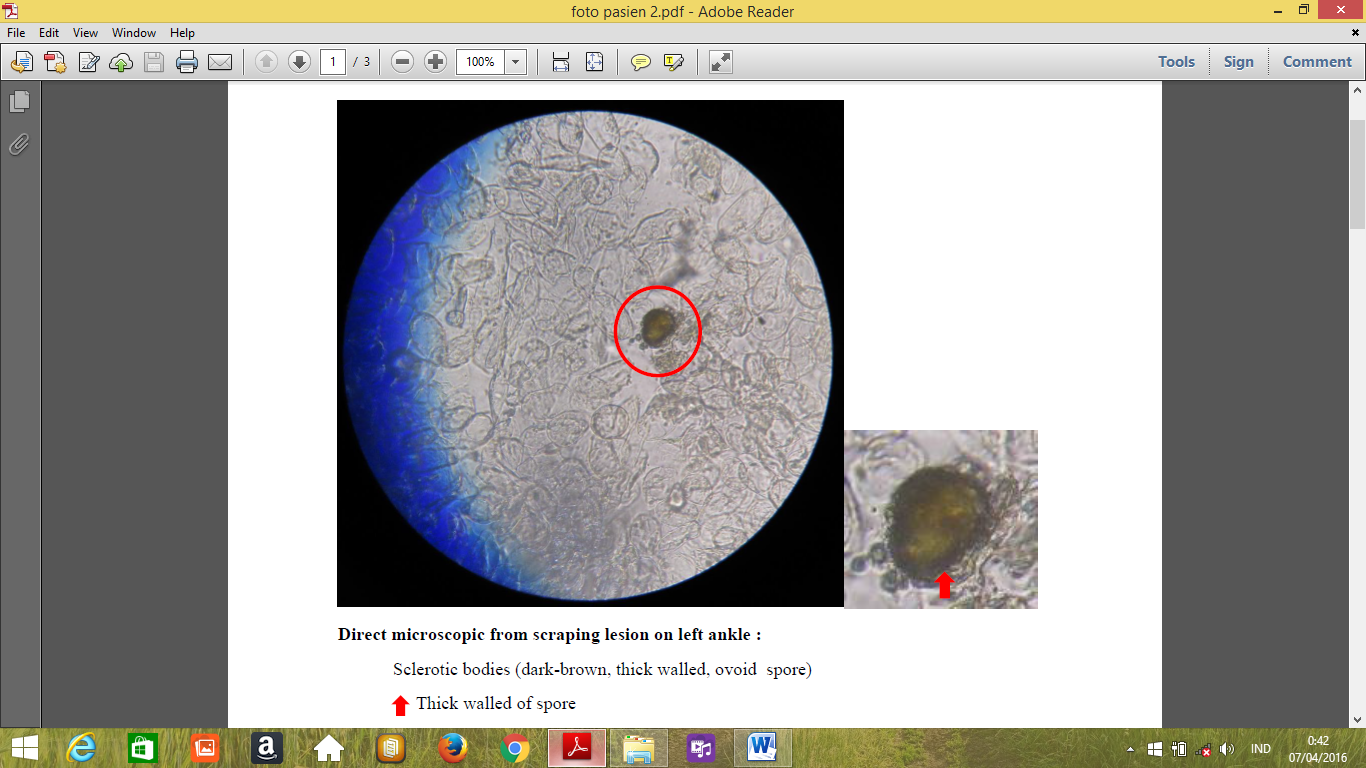 foto pasien 2.pdf - Adobe Reader
File Edit View Window Help
1 / 3 100% Tools Sign Comment
Direct microscopic from scraping lesion on left ankle :
Sclerotic bodies (dark-brown, thick walled, ovoid  spore)
Thick walled of spore
IND 0:42
07/04/2016